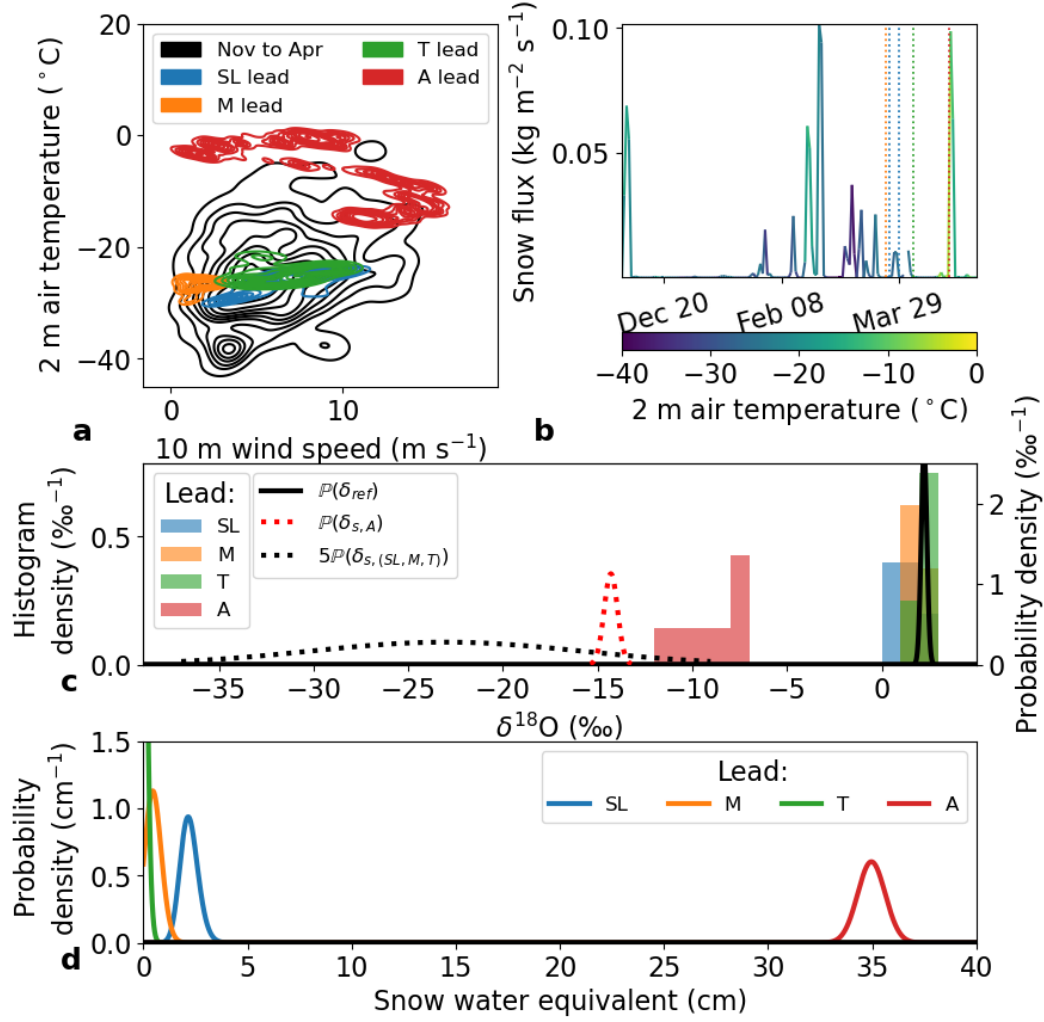 20
0
−20
−40
2 m air temperature (°C)
Nov to Apr
SL lead
M lead
T lead
A lead
0
10
10 m wind speed (m s⁻¹)
a
0.10
0.05
Snow flux (kg m⁻² s⁻¹)
Dec 20
Feb 08
Mar 29
−40
−30
−20
−10
0
2 m air temperature (°C)
b
Histogram
density (‰⁻¹)
0.5
0.0
Lead:
SL
M
T
A
ℙ(δref)
ℙ(δs,A)
5ℙ(δs,(SL,M,T))
2
1
0
Probability density (‰⁻¹)
−35
−30
−25
−20
−15
−10
−5
0
δ¹⁸O (‰)
c
Probability
density (cm⁻¹)
1.5
1.0
0.5
0.0
Lead:
SL
M
T
A
0
5
10
15
20
25
30
35
40
Snow water equivalent (cm)
d